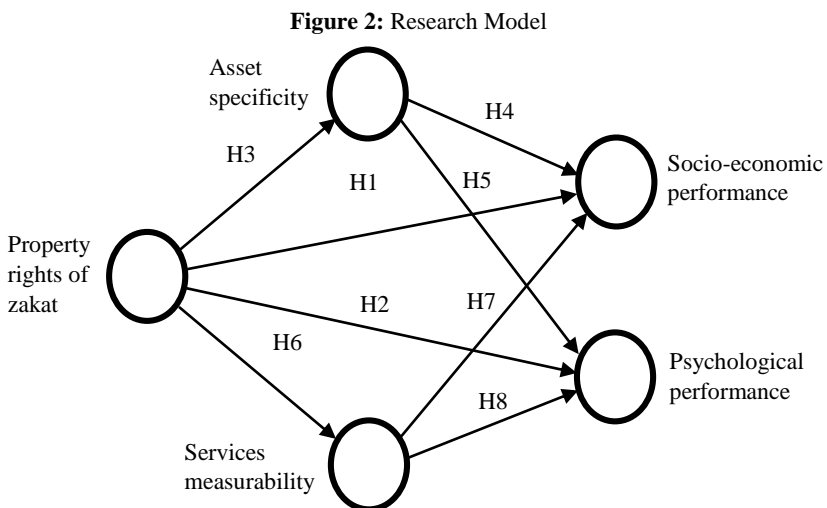 Figure 2: Research Model
Asset
specificity
H4
H3
H1
H5
Socio-economic
performance
Property
rights of
zakat
H2
H7
H6
Psychological
performance
H8
Services
measurability